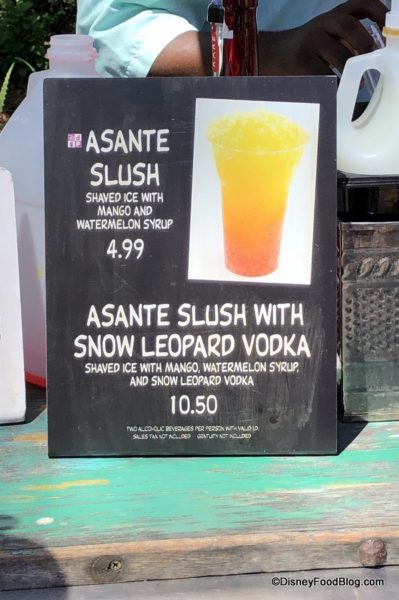 ASANTE
SLUSH
SHAVED ICE WITH
MANGO AND
WATERMELON SYRUP
4.99
ASANTE SLUSH WITH
SNOW LEOPARD VODKA
SHAVED ICE WITH MANGO, WATERMELON SYRUP,
AND SNOW LEOPARD VODKA
10.50
TWO ALCOHOLIC BEVERAGES PER PERSON WITH VALID I.D.
SALES TAX NOT INCLUDED GRATUITY NOT INCLUDED
©DisneyFoodBlog.com